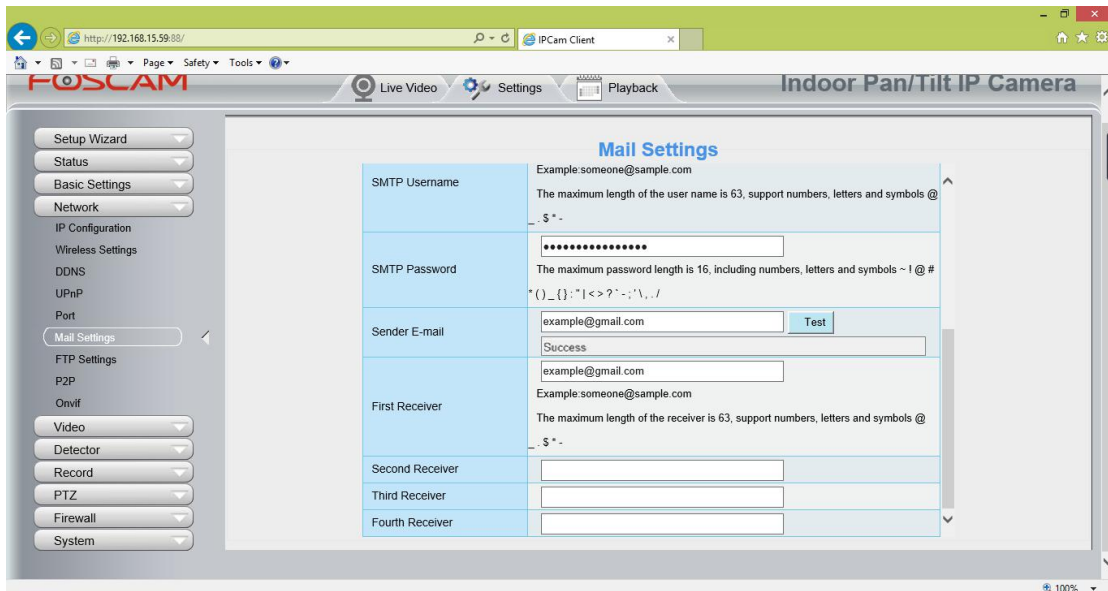 http://192.168.15.59:88/
IPCam Client
Page Safety Tools
FOSCAM
Live Video
Settings
Playback
Indoor Pan/Tilt IP Camera
Setup Wizard
Status
Basic Settings
Network
IP Configuration
Wireless Settings
DDNS
UPnP
Port
Mail Settings
FTP Settings
P2P
Onvif
Video
Detector
Record
PTZ
Firewall
System
Mail Settings
SMTP Username
Example:someone@sample.com
The maximum length of the user name is 63, support numbers, letters and symbols @
_ . $ * -
SMTP Password
••••••••••••••••
The maximum password length is 16, including numbers, letters and symbols ~ ! @ #
* ( ) _ { } : " | < > ? ` - ; ' \ , . /
Sender E-mail
example@gmail.com
Test
Success
First Receiver
example@gmail.com
Example:someone@sample.com
The maximum length of the receiver is 63, support numbers, letters and symbols @
_ . $ * -
Second Receiver
Third Receiver
Fourth Receiver
100%